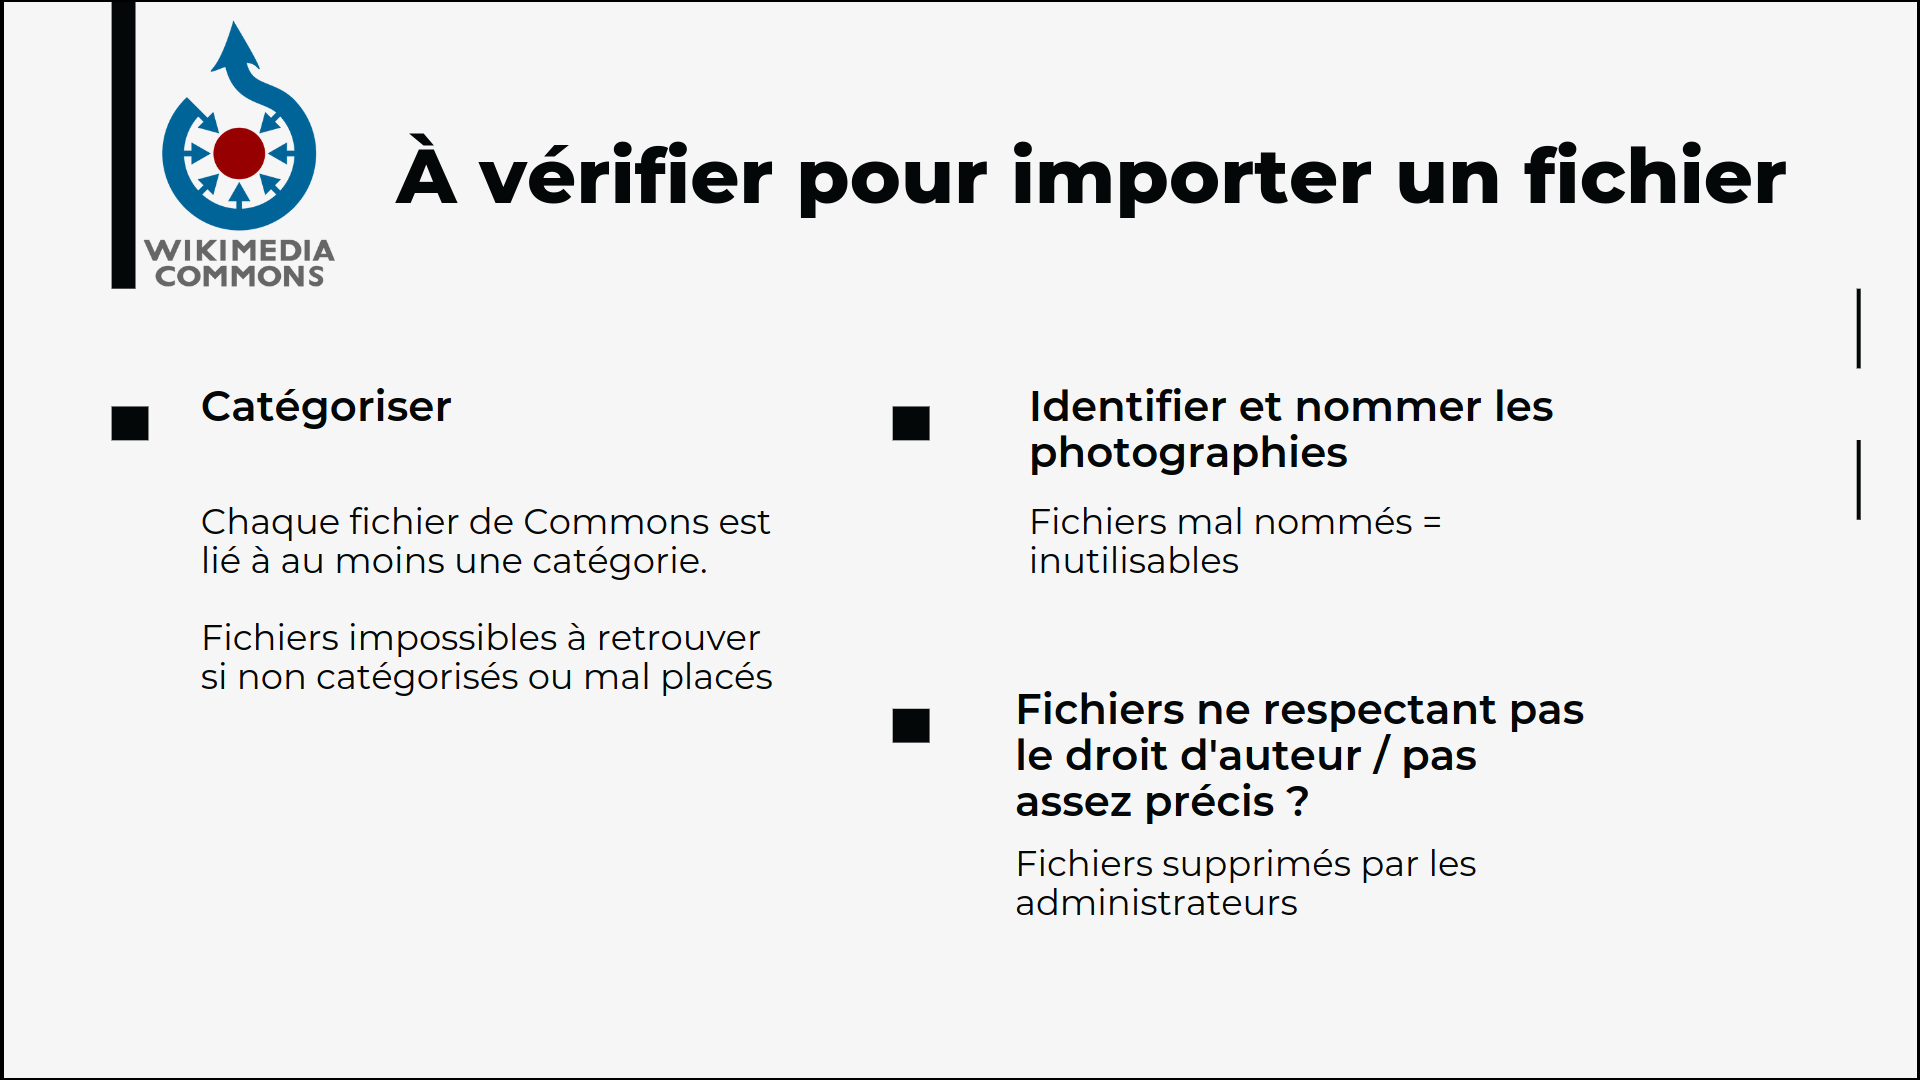 WIKIMEDIA
COMMONS
À vérifier pour importer un fichier
Catégoriser
Chaque fichier de Commons est
lié à au moins une catégorie.
Fichiers impossibles à retrouver
si non catégorisés ou mal placés
Identifier et nommer les
photographies
Fichiers mal nommés =
inutilisables
Fichiers ne respectant pas
le droit d'auteur / pas
assez précis ?
Fichiers supprimés par les
administrateurs